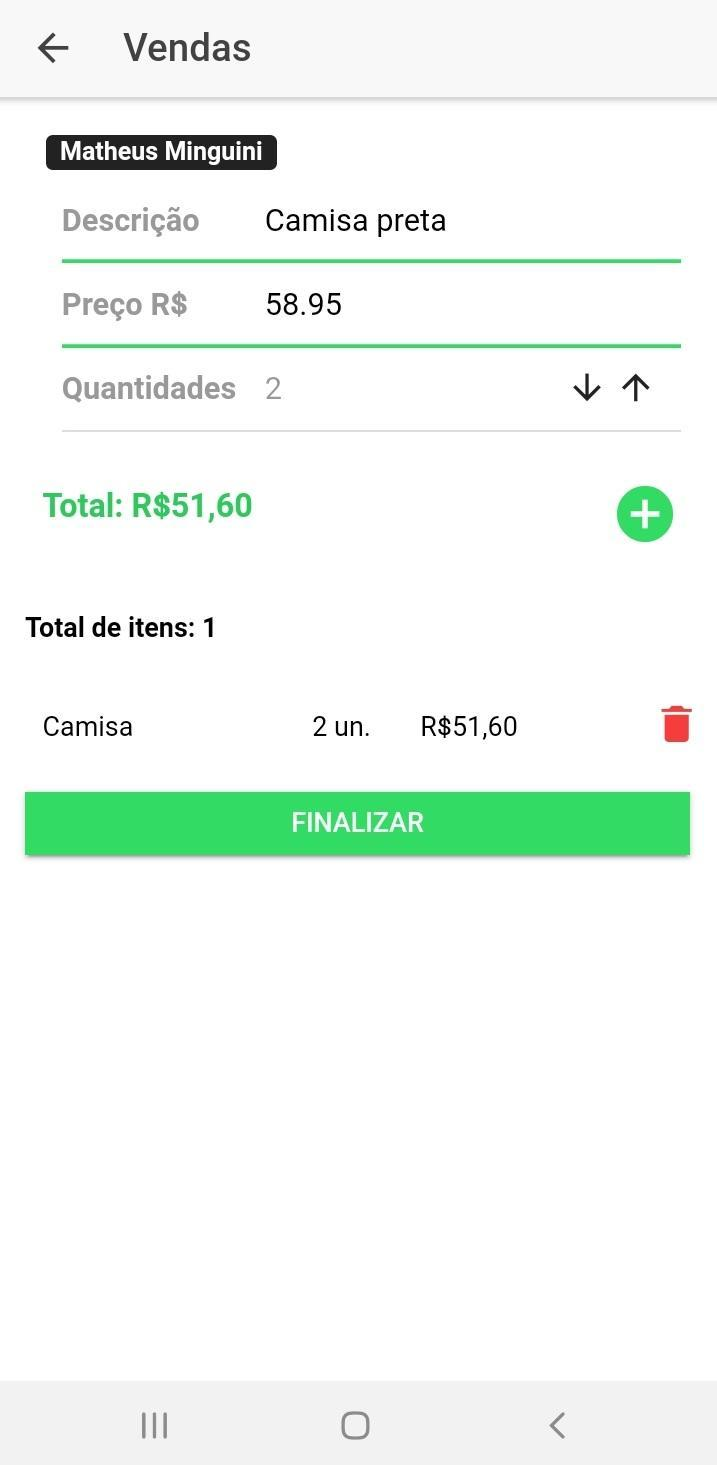 Vendas
Matheus Minguini
Descrição Camisa preta
Preço R$ 58.95
Quantidades 2
Total: R$51,60
Total de itens: 1
Camisa 2 un. R$51,60
FINALIZAR